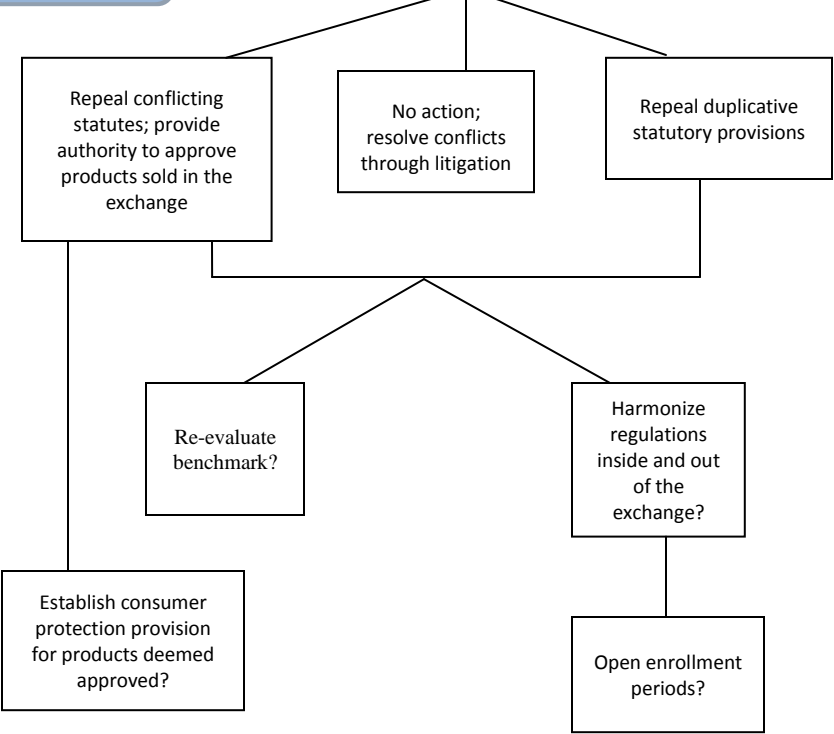 Repeal conflicting
statutes; provide
authority to approve
products sold in the
exchange
No action;
resolve conflicts
through litigation
Repeal duplicative
statutory provisions
Re-evaluate
benchmark?
Harmonize
regulations
inside and out
of the
exchange?
Establish consumer
protection provision
for products deemed
approved?
Open enrollment
periods?